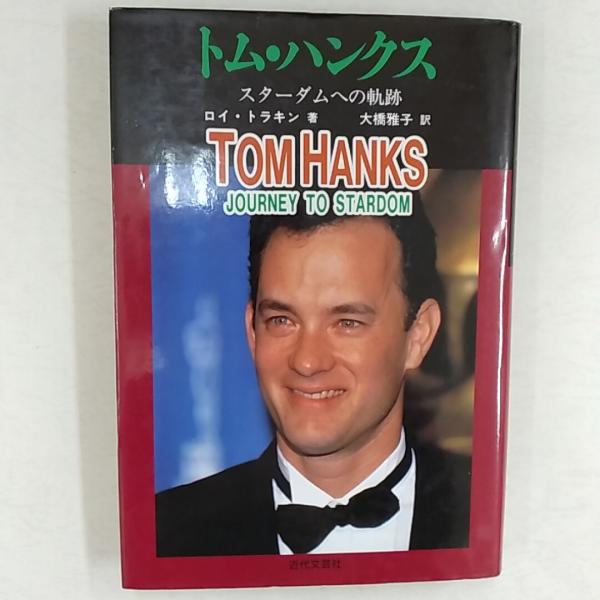 トム・ハンクス
スターダムへの軌跡
ロイ・トラキン 著 大橋雅子 訳
TOM HANKS
JOURNEY TO STARDOM
近代文芸社